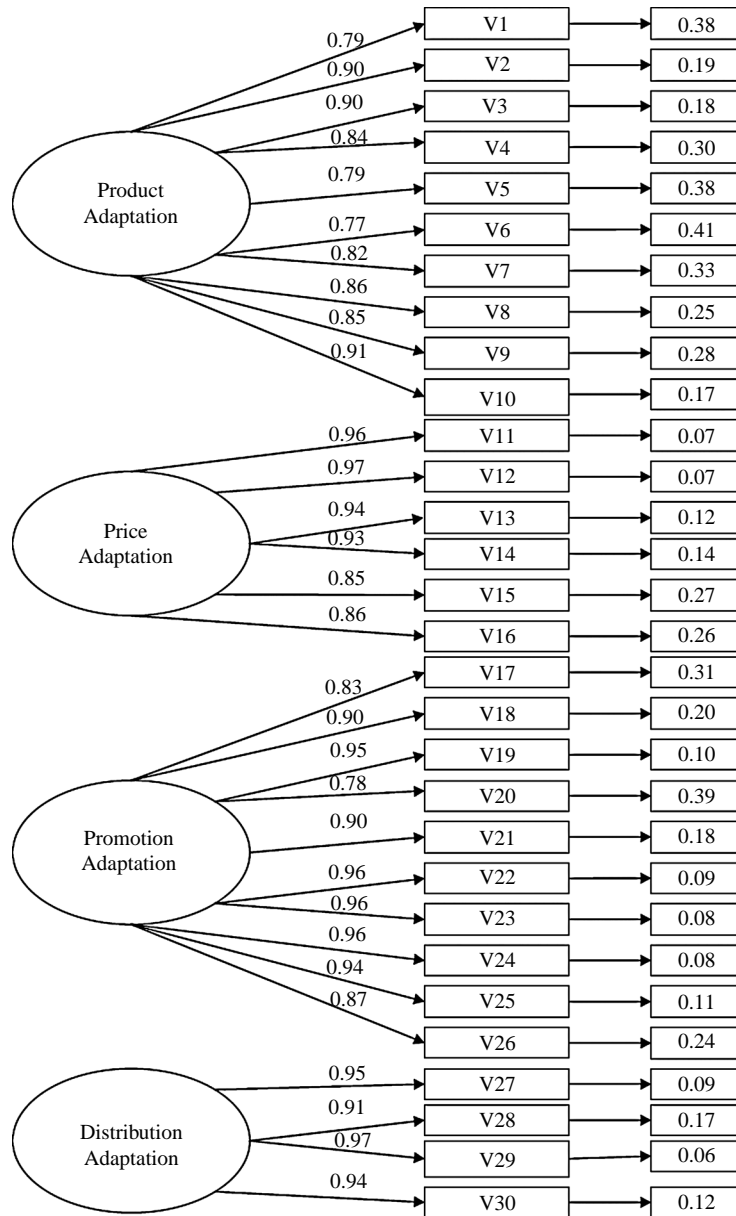 0.79
V1
0.38
0.90
V2
0.19
0.90
V3
0.18
0.84
V4
0.30
Product
Adaptation
0.79
V5
0.38
0.77
V6
0.41
0.82
V7
0.33
0.86
V8
0.25
0.85
V9
0.28
0.91
V10
0.17
0.96
V11
0.07
0.97
V12
0.07
Price
Adaptation
0.94
V13
0.12
0.93
V14
0.14
0.85
V15
0.27
0.86
V16
0.26
0.83
V17
0.31
0.90
V18
0.20
0.95
V19
0.10
0.78
V20
0.39
Promotion
Adaptation
0.90
V21
0.18
0.96
V22
0.09
0.96
V23
0.08
0.96
V24
0.08
0.94
V25
0.11
0.87
V26
0.24
0.95
V27
0.09
Distribution
Adaptation
0.91
V28
0.17
0.97
V29
0.06
0.94
V30
0.12